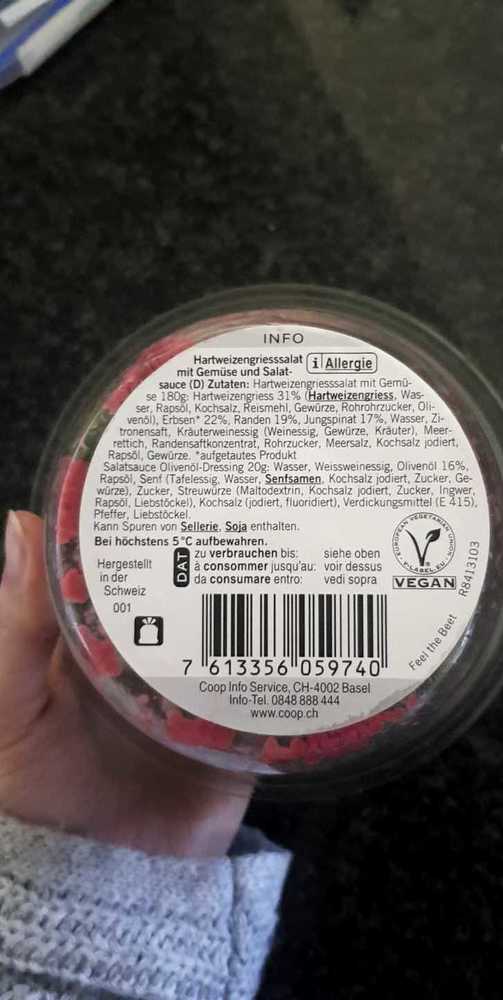 INFO
Hartweizengriesssalat
mit Gemüse und Salat-
i Allergie
sauce (D) Zutaten: Hartweizengriesssalat mit Gemü-
se 180g: Hartweizengriess 31% (Hartweizengriess, Was-
ser, Rapsöl, Kochsalz, Reismehl, Gewürze, Rohrohrzucker, Oli-
venöl), Erbsen* 22%, Randen 19%, Jungspinat 17%, Wasser, Zi-
tronensaft, Kräuterweinessig (Weinessig, Gewürze, Kräuter), Meer-
rettich, Randensaftkonzentrat, Rohrzucker, Meersalz, Kochsalz jodiert,
Rapsöl, Gewürze. *aufgetautes Produkt
Salatsauce Olivenöl-Dressing 20g: Wasser, Weissweinessig, Olivenöl 16%,
Rapsöl, Senf (Tafelessig, Wasser, Senfsamen, Kochsalz jodiert, Zucker, Ge-
würze), Zucker, Streuwürze (Maltodextrin, Kochsalz jodiert, Zucker, Ingwer,
Rapsöl, Liebstöckel), Kochsalz (jodiert, fluoridiert), Verdickungsmittel (E 415),
Pfeffer, Liebstöckel.
Kann Spuren von Sellerie, Soja enthalten.
Bei höchstens 5°C aufbewahren.
Hergestellt
in der
Schweiz
001
DAT
zu verbrauchen bis: siehe oben
à consommer jusqu'au: voir dessus
da consumare entro: vedi sopra
EUROPEAN VEGETARIAN UNION
V-LABEL.EU
VEGAN
R8413103
Feel the Beet
7 613356 059740
Coop Info Service, CH-4002 Basel
Info-Tel. 0848 888 444
www.coop.ch